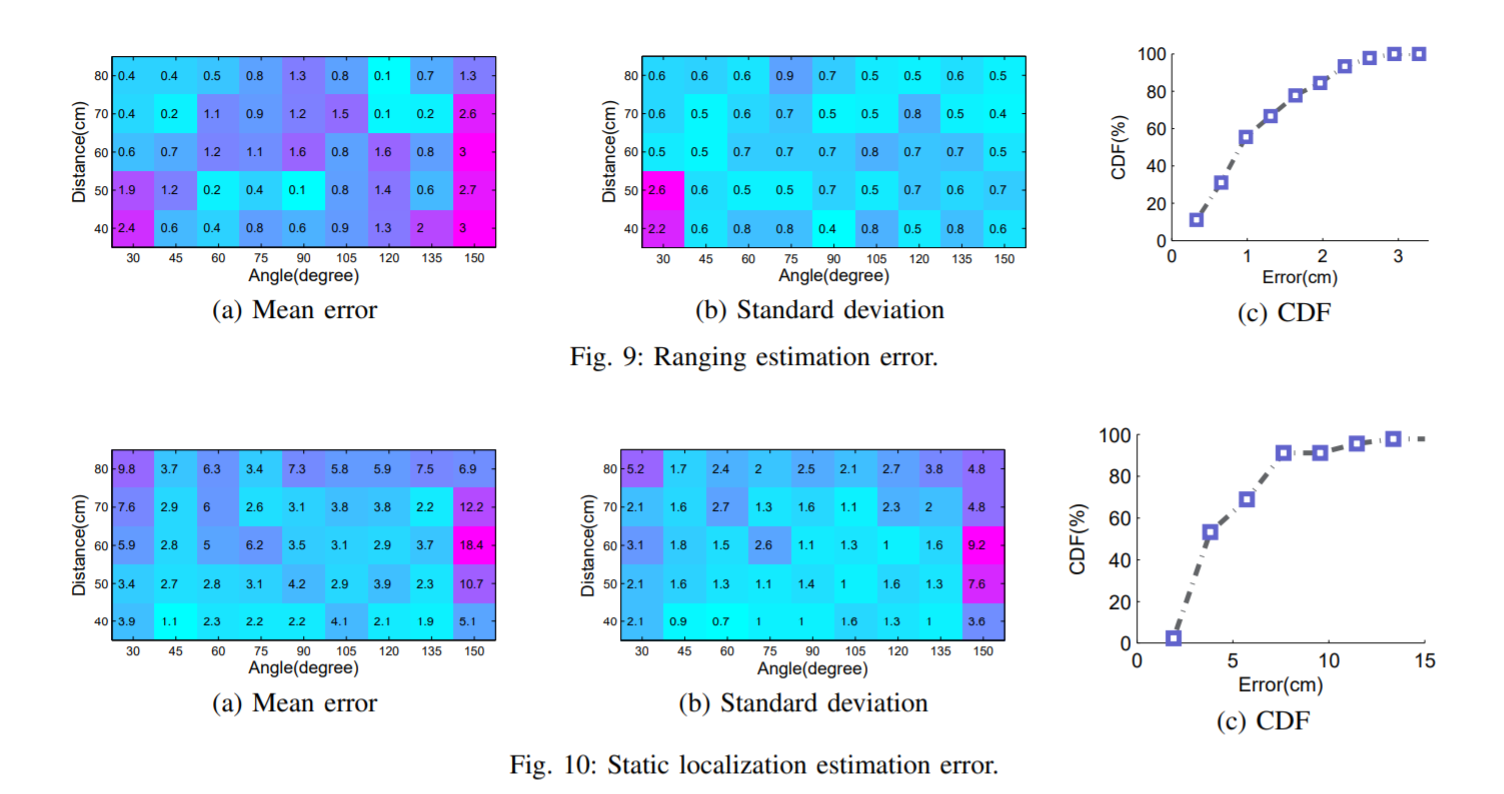 80 0.4 0.4 0.5 0.8 1.3 0.8 0.1 0.7 1.3
70 0.4 0.2 1.1 0.9 1.2 1.5 0.1 0.2 2.6
60 0.6 0.7 1.2 1.1 1.6 0.8 1.6 0.8 3
50 1.9 1.2 0.2 0.4 0.1 0.8 1.4 0.6 2.7
40 2.4 0.6 0.4 0.8 0.6 0.9 1.3 2 3
30 45 60 75 90 105 120 135 150
Distance(cm)
Angle(degree)
(a) Mean error
80 0.6 0.6 0.6 0.9 0.7 0.5 0.5 0.6 0.5
70 0.6 0.5 0.6 0.7 0.5 0.5 0.8 0.5 0.4
60 0.5 0.5 0.7 0.7 0.7 0.8 0.7 0.7 0.5
50 2.6 0.6 0.5 0.5 0.7 0.5 0.7 0.6 0.7
40 2.2 0.6 0.8 0.8 0.4 0.8 0.5 0.8 0.6
30 45 60 75 90 105 120 135 150
Distance(cm)
Angle(degree)
(b) Standard deviation
100
80
60
40
20
0
CDF(%)
0 1 2 3
Error(cm)
(c) CDF
Fig. 9: Ranging estimation error.
80 9.8 3.7 6.3 3.4 7.3 5.8 5.9 7.5 6.9
70 7.6 2.9 6 2.6 3.1 3.8 3.8 2.2 12.2
60 5.9 2.8 5 6.2 3.5 3.1 2.9 3.7 18.4
50 3.4 2.7 2.8 3.1 4.2 2.9 3.9 2.3 10.7
40 3.9 1.1 2.3 2.2 2.2 4.1 2.1 1.9 5.1
30 45 60 75 90 105 120 135 150
Distance(cm)
Angle(degree)
(a) Mean error
80 5.2 1.7 2.4 2 2.5 2.1 2.7 3.8 4.8
70 2.1 1.6 2.7 1.3 1.6 1.1 2.3 2 4.8
60 3.1 1.8 1.5 2.6 1.1 1.3 1 1.6 9.2
50 2.1 1.6 1.3 1.1 1.4 1 1.6 1.3 7.6
40 2.1 0.9 0.7 1 1 1.6 1.3 1 3.6
30 45 60 75 90 105 120 135 150
Distance(cm)
Angle(degree)
(b) Standard deviation
100
80
60
40
20
0
CDF(%)
0 5 10 15
Error(cm)
(c) CDF
Fig. 10: Static localization estimation error.